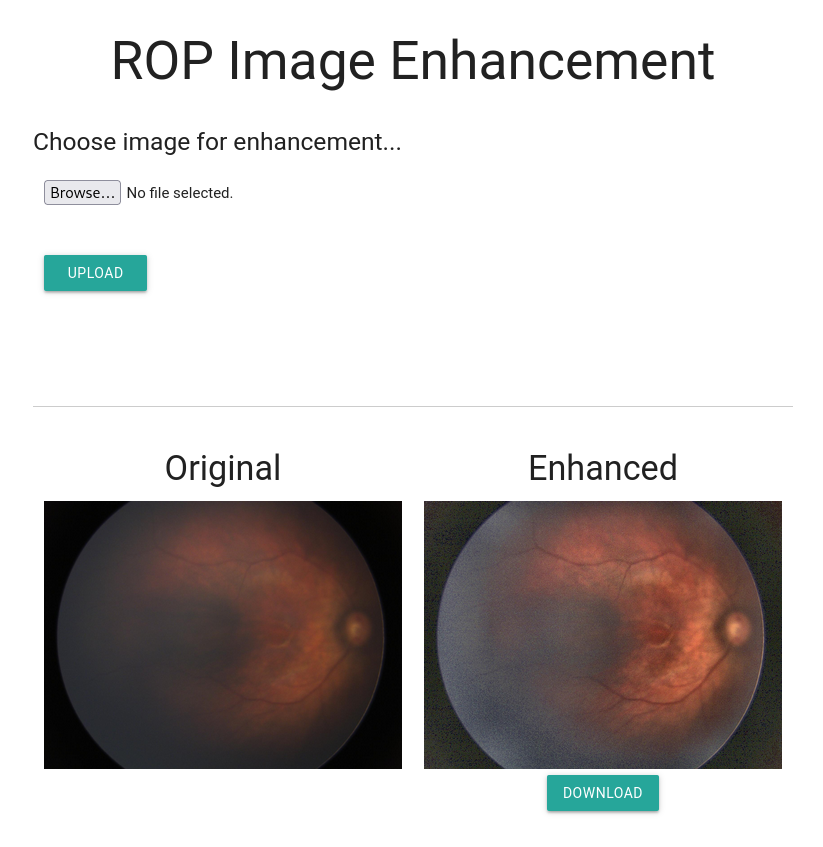 ROP Image Enhancement
Choose image for enhancement...
Browse... No file selected.
UPLOAD
Original Enhanced
DOWNLOAD